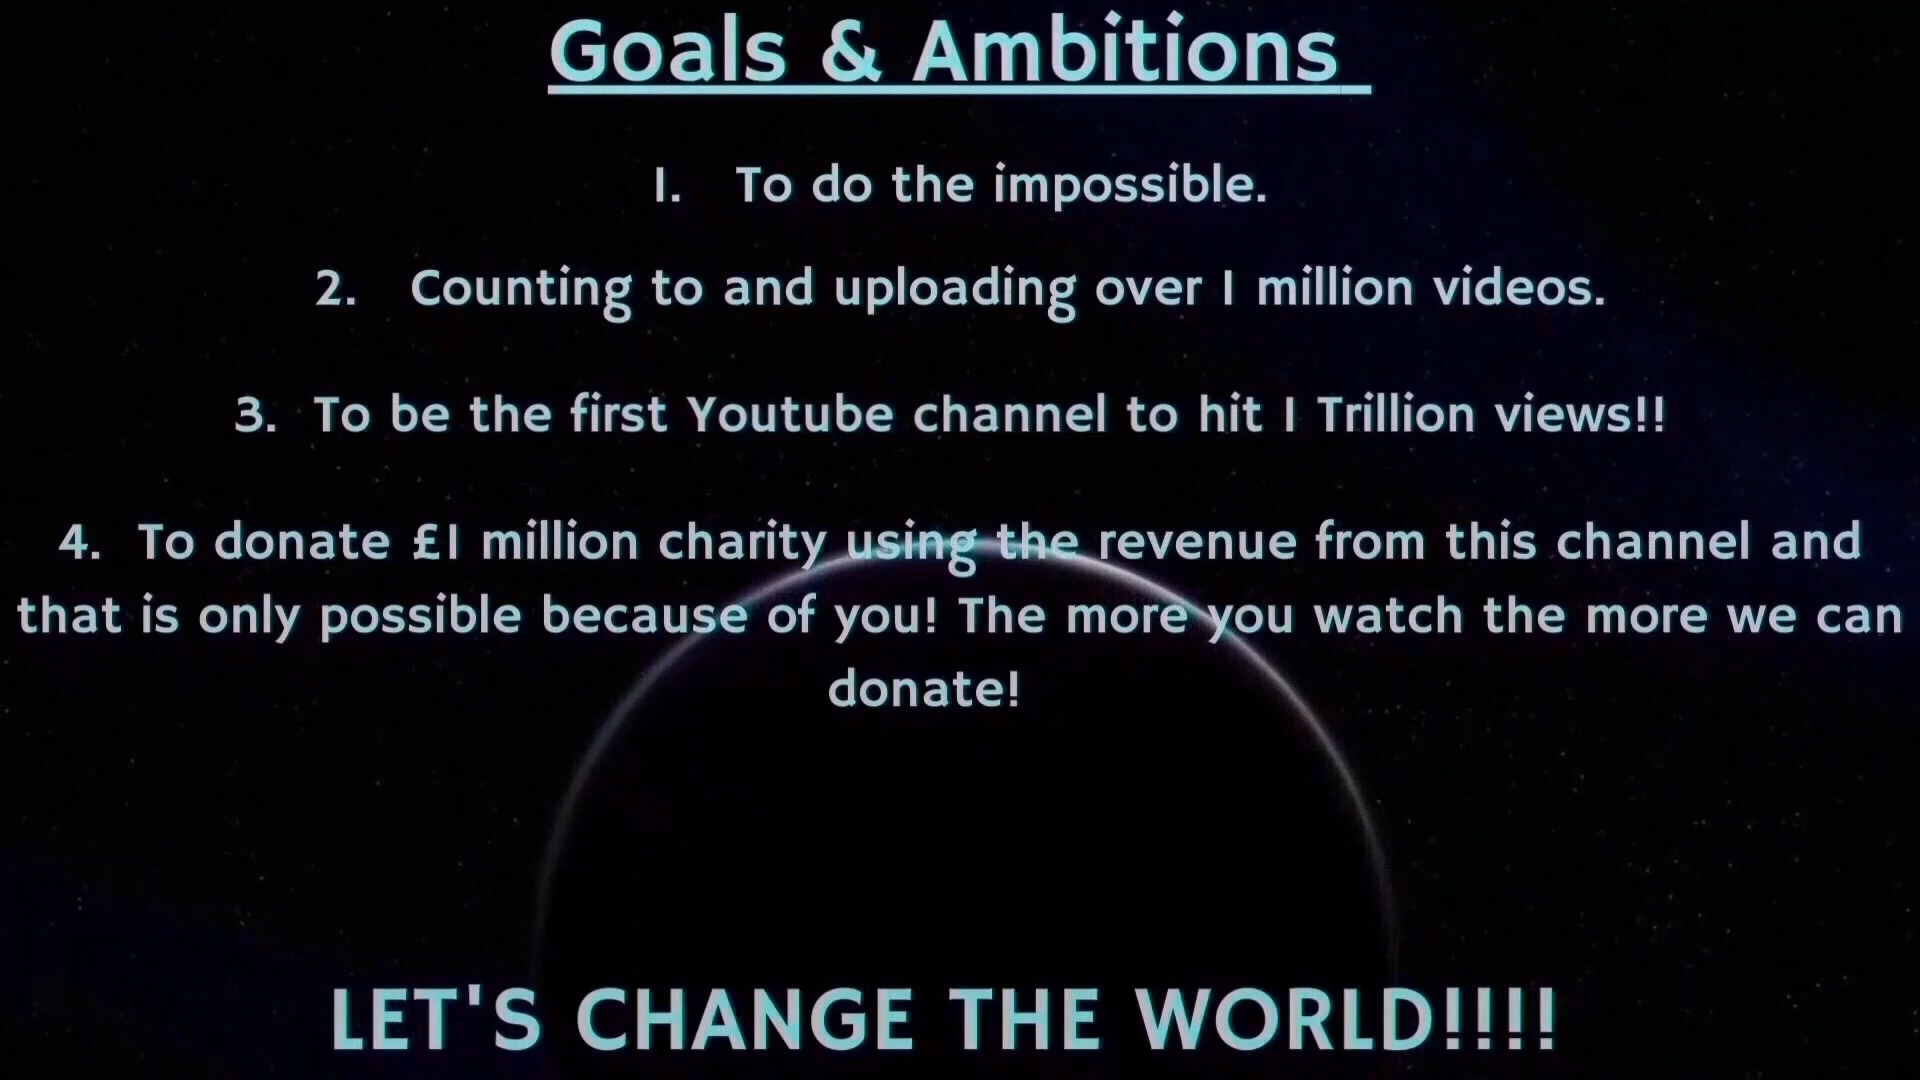 Goals & Ambitions
1. To do the impossible.
2. Counting to and uploading over 1 million videos.
3. To be the first Youtube channel to hit 1 Trillion views!!
4. To donate £1 million charity using the revenue from this channel and
that is only possible because of you! The more you watch the more we can
donate!
LET'S CHANGE THE WORLD!!!!